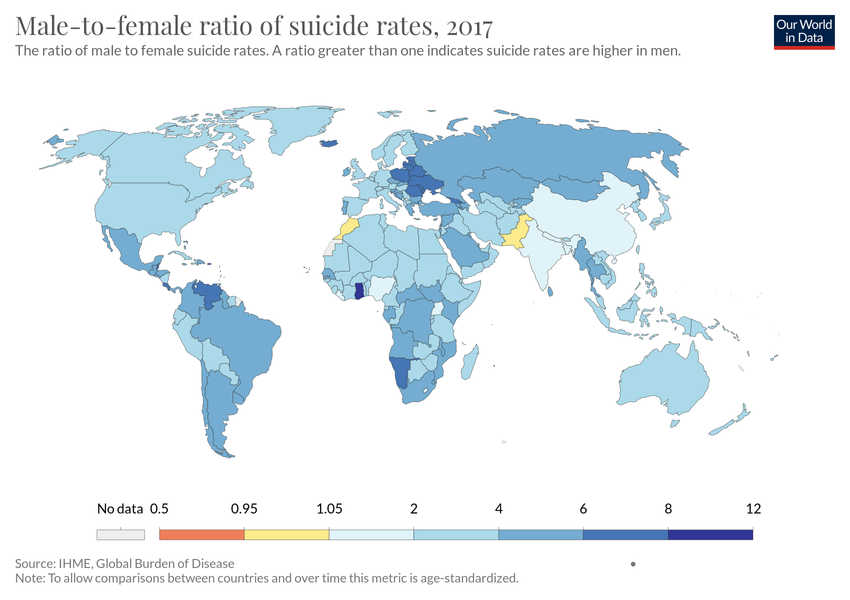 Male-to-female ratio of suicide rates, 2017
The ratio of male to female suicide rates. A ratio greater than one indicates suicide rates are higher in men.
Our World
in Data
No data 0.5 0.95 1.05 2 4 6 8 12
Source: IHME, Global Burden of Disease
Note: To allow comparisons between countries and over time this metric is age-standardized.